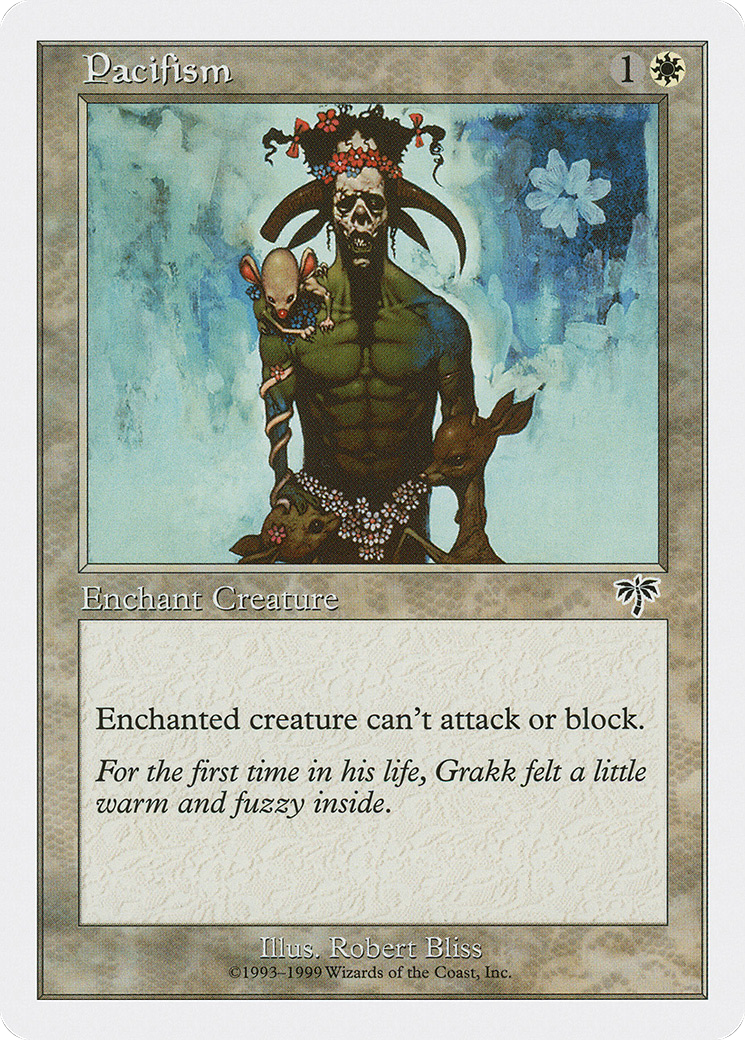 Pacifism 1
Enchant Creature
Enchanted creature can't attack or block.
For the first time in his life, Grakk felt a little
warm and fuzzy inside.
Illus. Robert Bliss
©1993–1999 Wizards of the Coast, Inc.